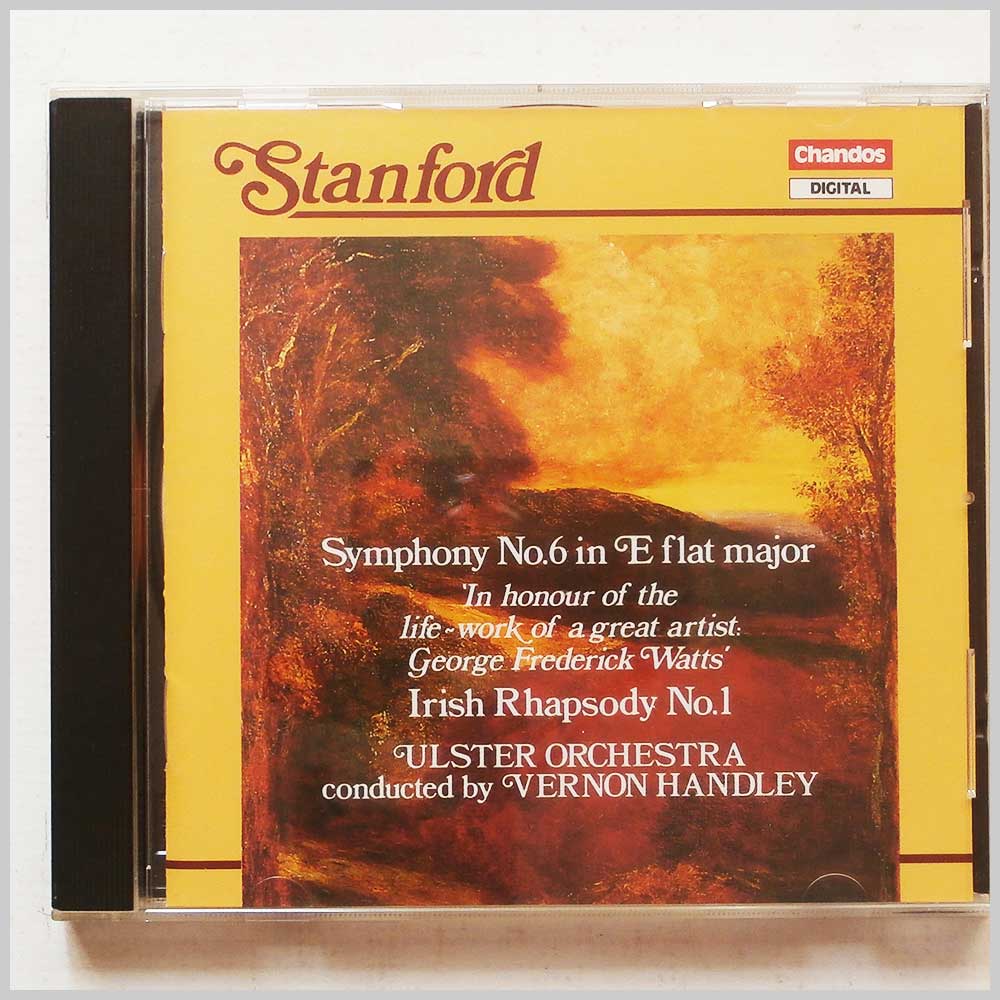 Stanford
Chandos
DIGITAL
Symphony No.6 in E flat major
'In honour of the
life~work of a great artist:
George Frederick Watts'
Irish Rhapsody No.1
ULSTER ORCHESTRA
conducted by VERNON HANDLEY